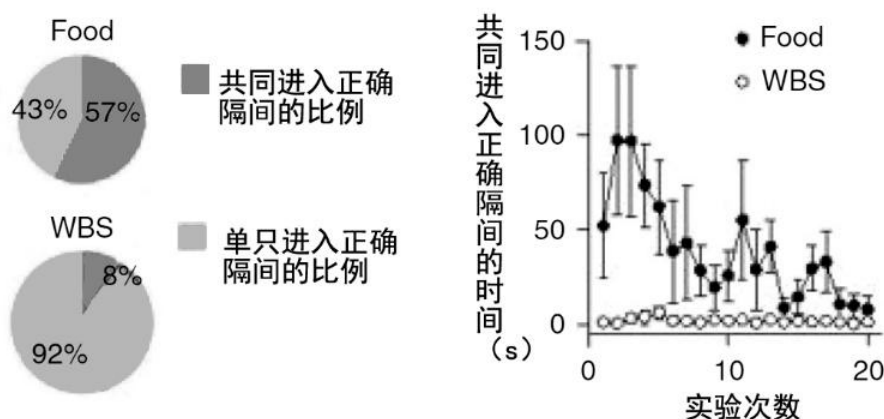 Food
43%
57%
共同进入正确
隔间的比例
WBS
8%
92%
单只进入正确
隔间的比例
共同进入正确隔间的时间
(s)
150
100
50
0
Food
WBS
0
10
20
实验次数